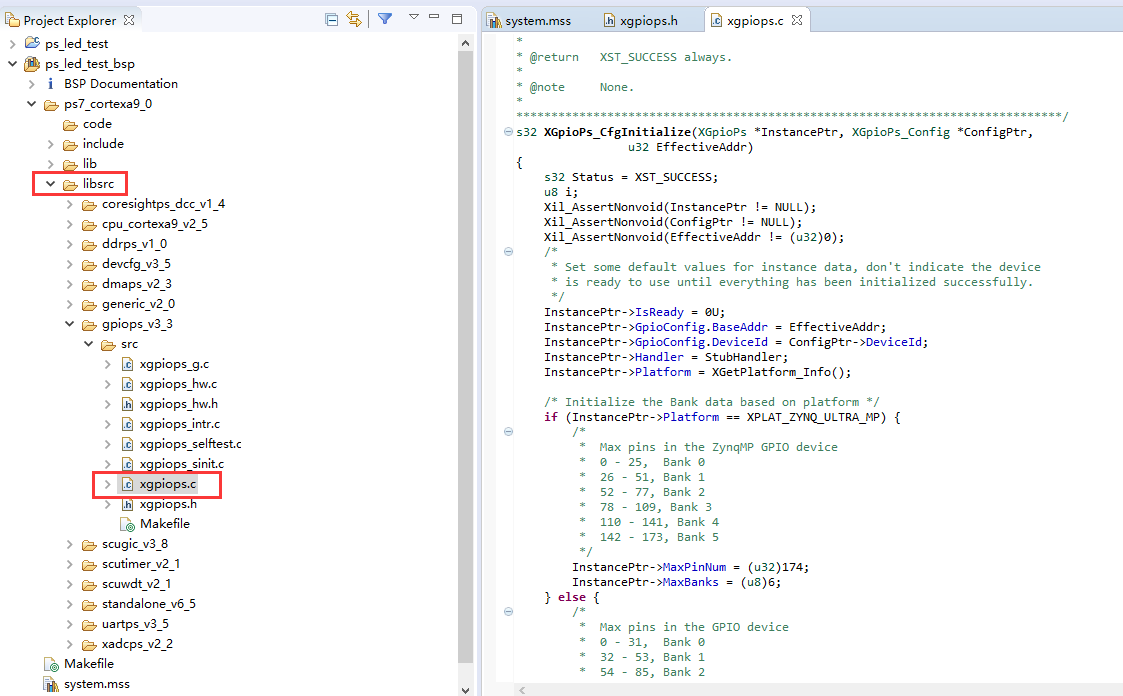 Project Explorer
ps_led_test
ps_led_test_bsp
BSP Documentation
ps7_cortexa9_0
code
include
lib
libsrc
coresightps_dcc_v1_4
cpu_cortexa9_v2_5
ddrps_v1_0
devcfg_v3_5
dmaps_v2_3
generic_v2_0
gpiops_v3_3
src
xgpiops_g.c
xgpiops_hw.c
xgpiops_hw.h
xgpiops_intr.c
xgpiops_selftest.c
xgpiops_sinit.c
xgpiops.c
xgpiops.h
Makefile
scugic_v3_8
scutimer_v2_1
scuwdt_v2_1
standalone_v6_5
uartps_v3_5
xadcps_v2_2
Makefile
system.mss
system.mss xgpiops.h xgpiops.c
*
* @return   XST_SUCCESS always.
*
* @note     None.
*
******************************************************************************/
s32 XGpioPs_CfgInitialize(XGpioPs *InstancePtr, XGpioPs_Config *ConfigPtr,
                u32 EffectiveAddr)
{
    s32 Status = XST_SUCCESS;
    u8 i;
    Xil_AssertNonvoid(InstancePtr != NULL);
    Xil_AssertNonvoid(ConfigPtr != NULL);
    Xil_AssertNonvoid(EffectiveAddr != (u32)0);
    /*
     * Set some default values for instance data, don't indicate the device
     * is ready to use until everything has been initialized successfully.
     */
    InstancePtr->IsReady = 0U;
    InstancePtr->GpioConfig.BaseAddr = EffectiveAddr;
    InstancePtr->GpioConfig.DeviceId = ConfigPtr->DeviceId;
    InstancePtr->Handler = StubHandler;
    InstancePtr->Platform = XGetPlatform_Info();

    /* Initialize the Bank data based on platform */
    if (InstancePtr->Platform == XPLAT_ZYNQ_ULTRA_MP) {
        /*
         *  Max pins in the ZynqMP GPIO device
         *  0 - 25,  Bank 0
         *  26 - 51, Bank 1
         *  52 - 77, Bank 2
         *  78 - 109, Bank 3
         *  110 - 141, Bank 4
         *  142 - 173, Bank 5
         */
        InstancePtr->MaxPinNum = (u32)174;
        InstancePtr->MaxBanks = (u8)6;
    } else {
        /*
         *  Max pins in the GPIO device
         *  0 - 31,  Bank 0
         *  32 - 53, Bank 1
         *  54 - 85, Bank 2